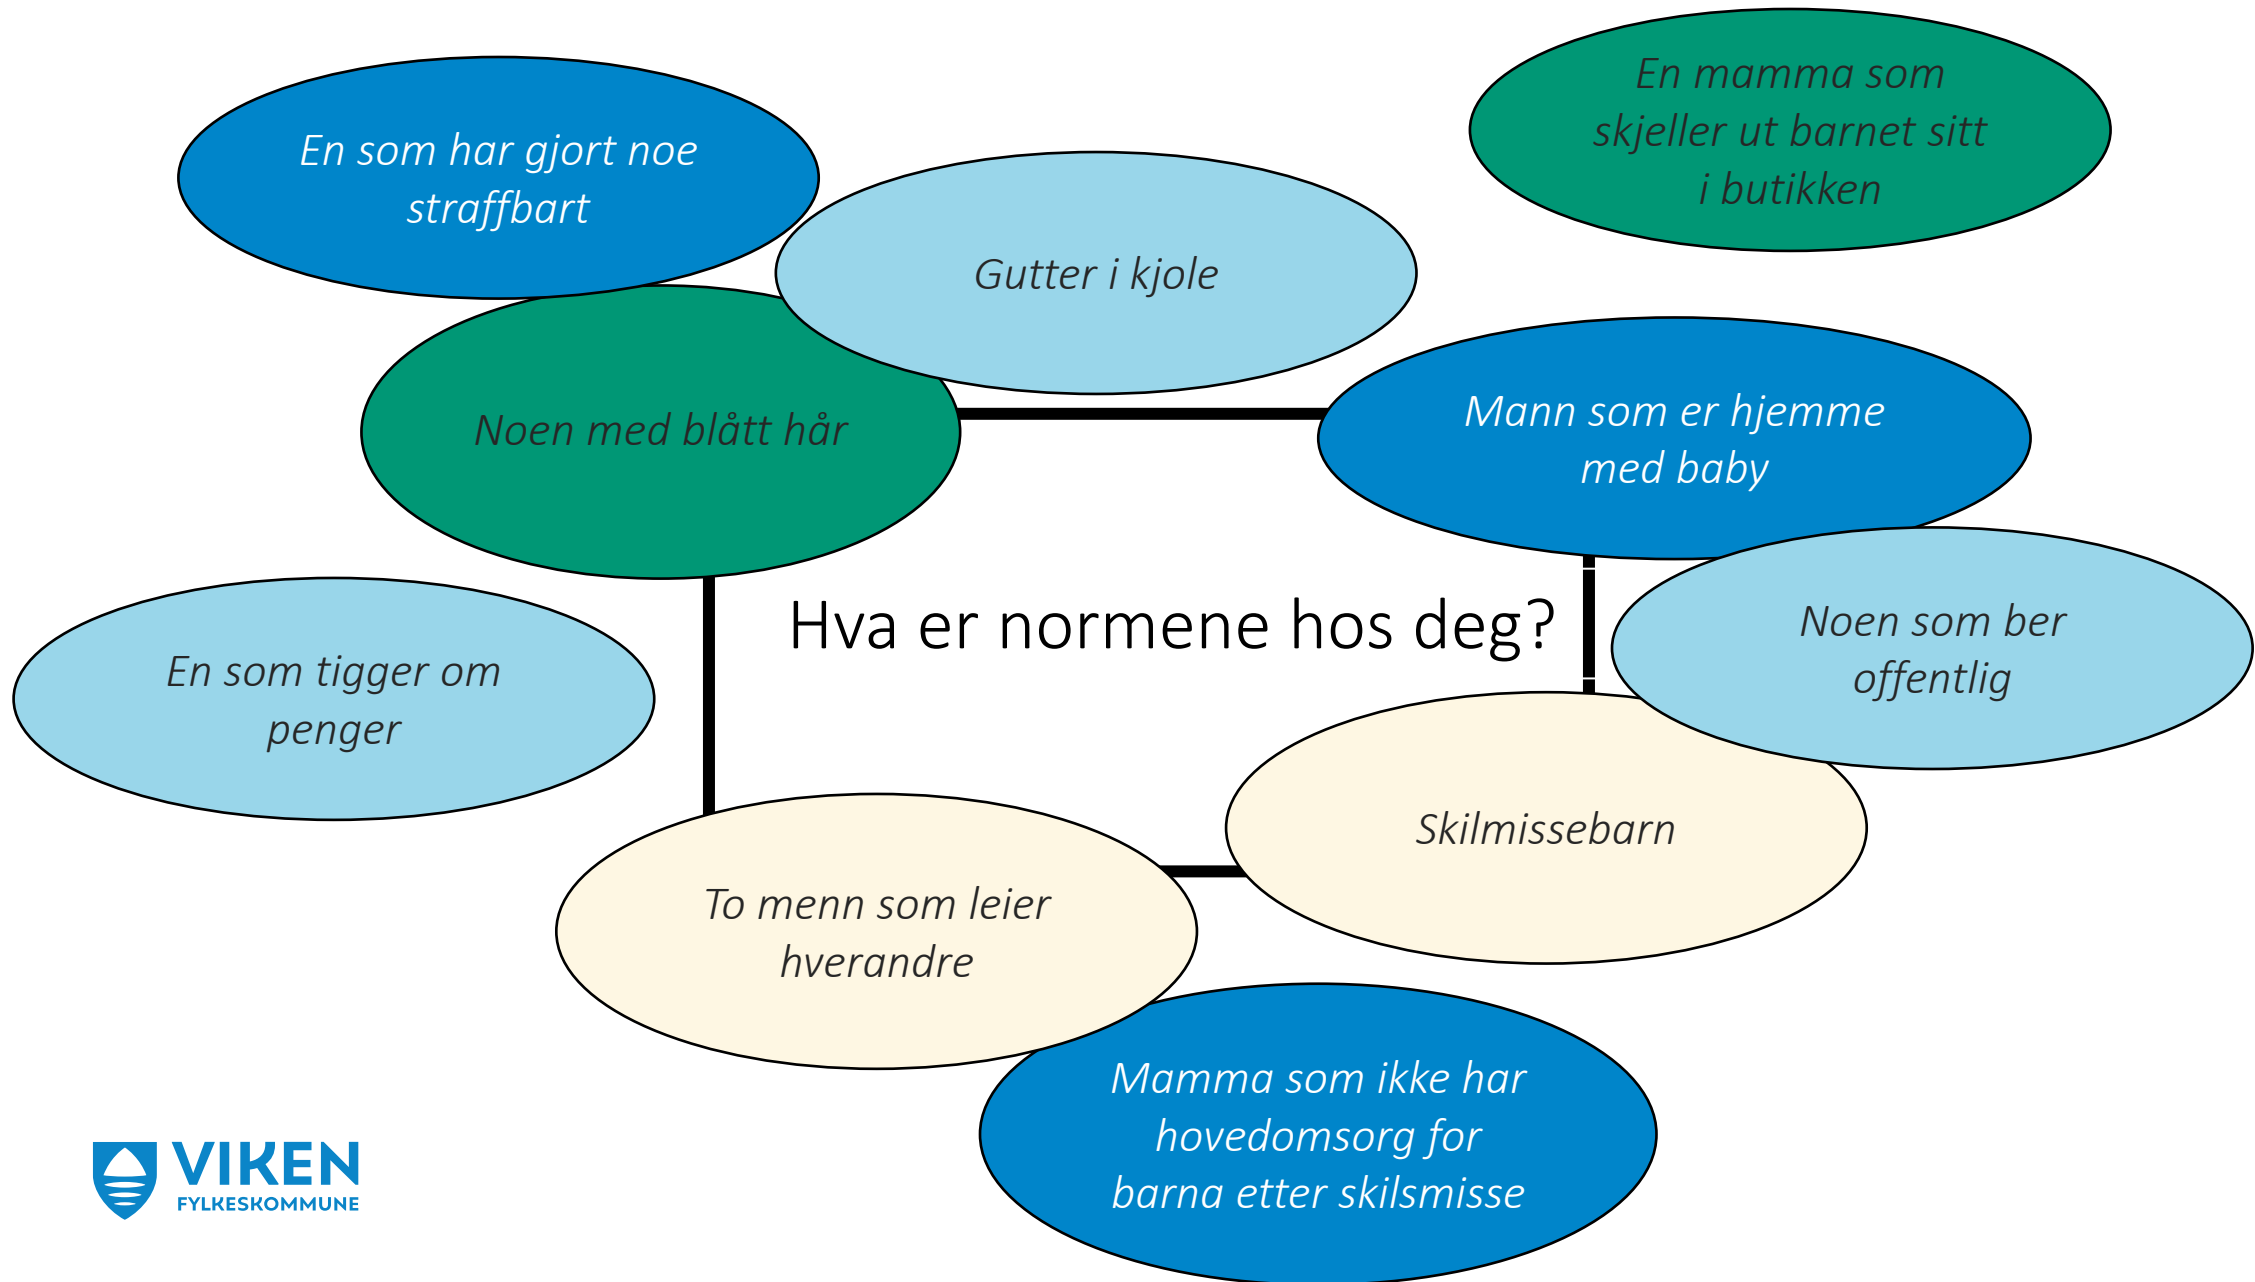 En mamma som
skjeller ut barnet sitt
i butikken
En som har gjort noe
straffbart
Gutter i kjole
Noen med blått hår
Mann som er hjemme
med baby
Hva er normene hos deg?
Noen som ber
offentlig
En som tigger om
penger
Skilmissebarn
To menn som leier
hverandre
Mamma som ikke har
hovedomsorg for
barna etter skilsmisse
VIKEN
FYLKESKOMMUNE